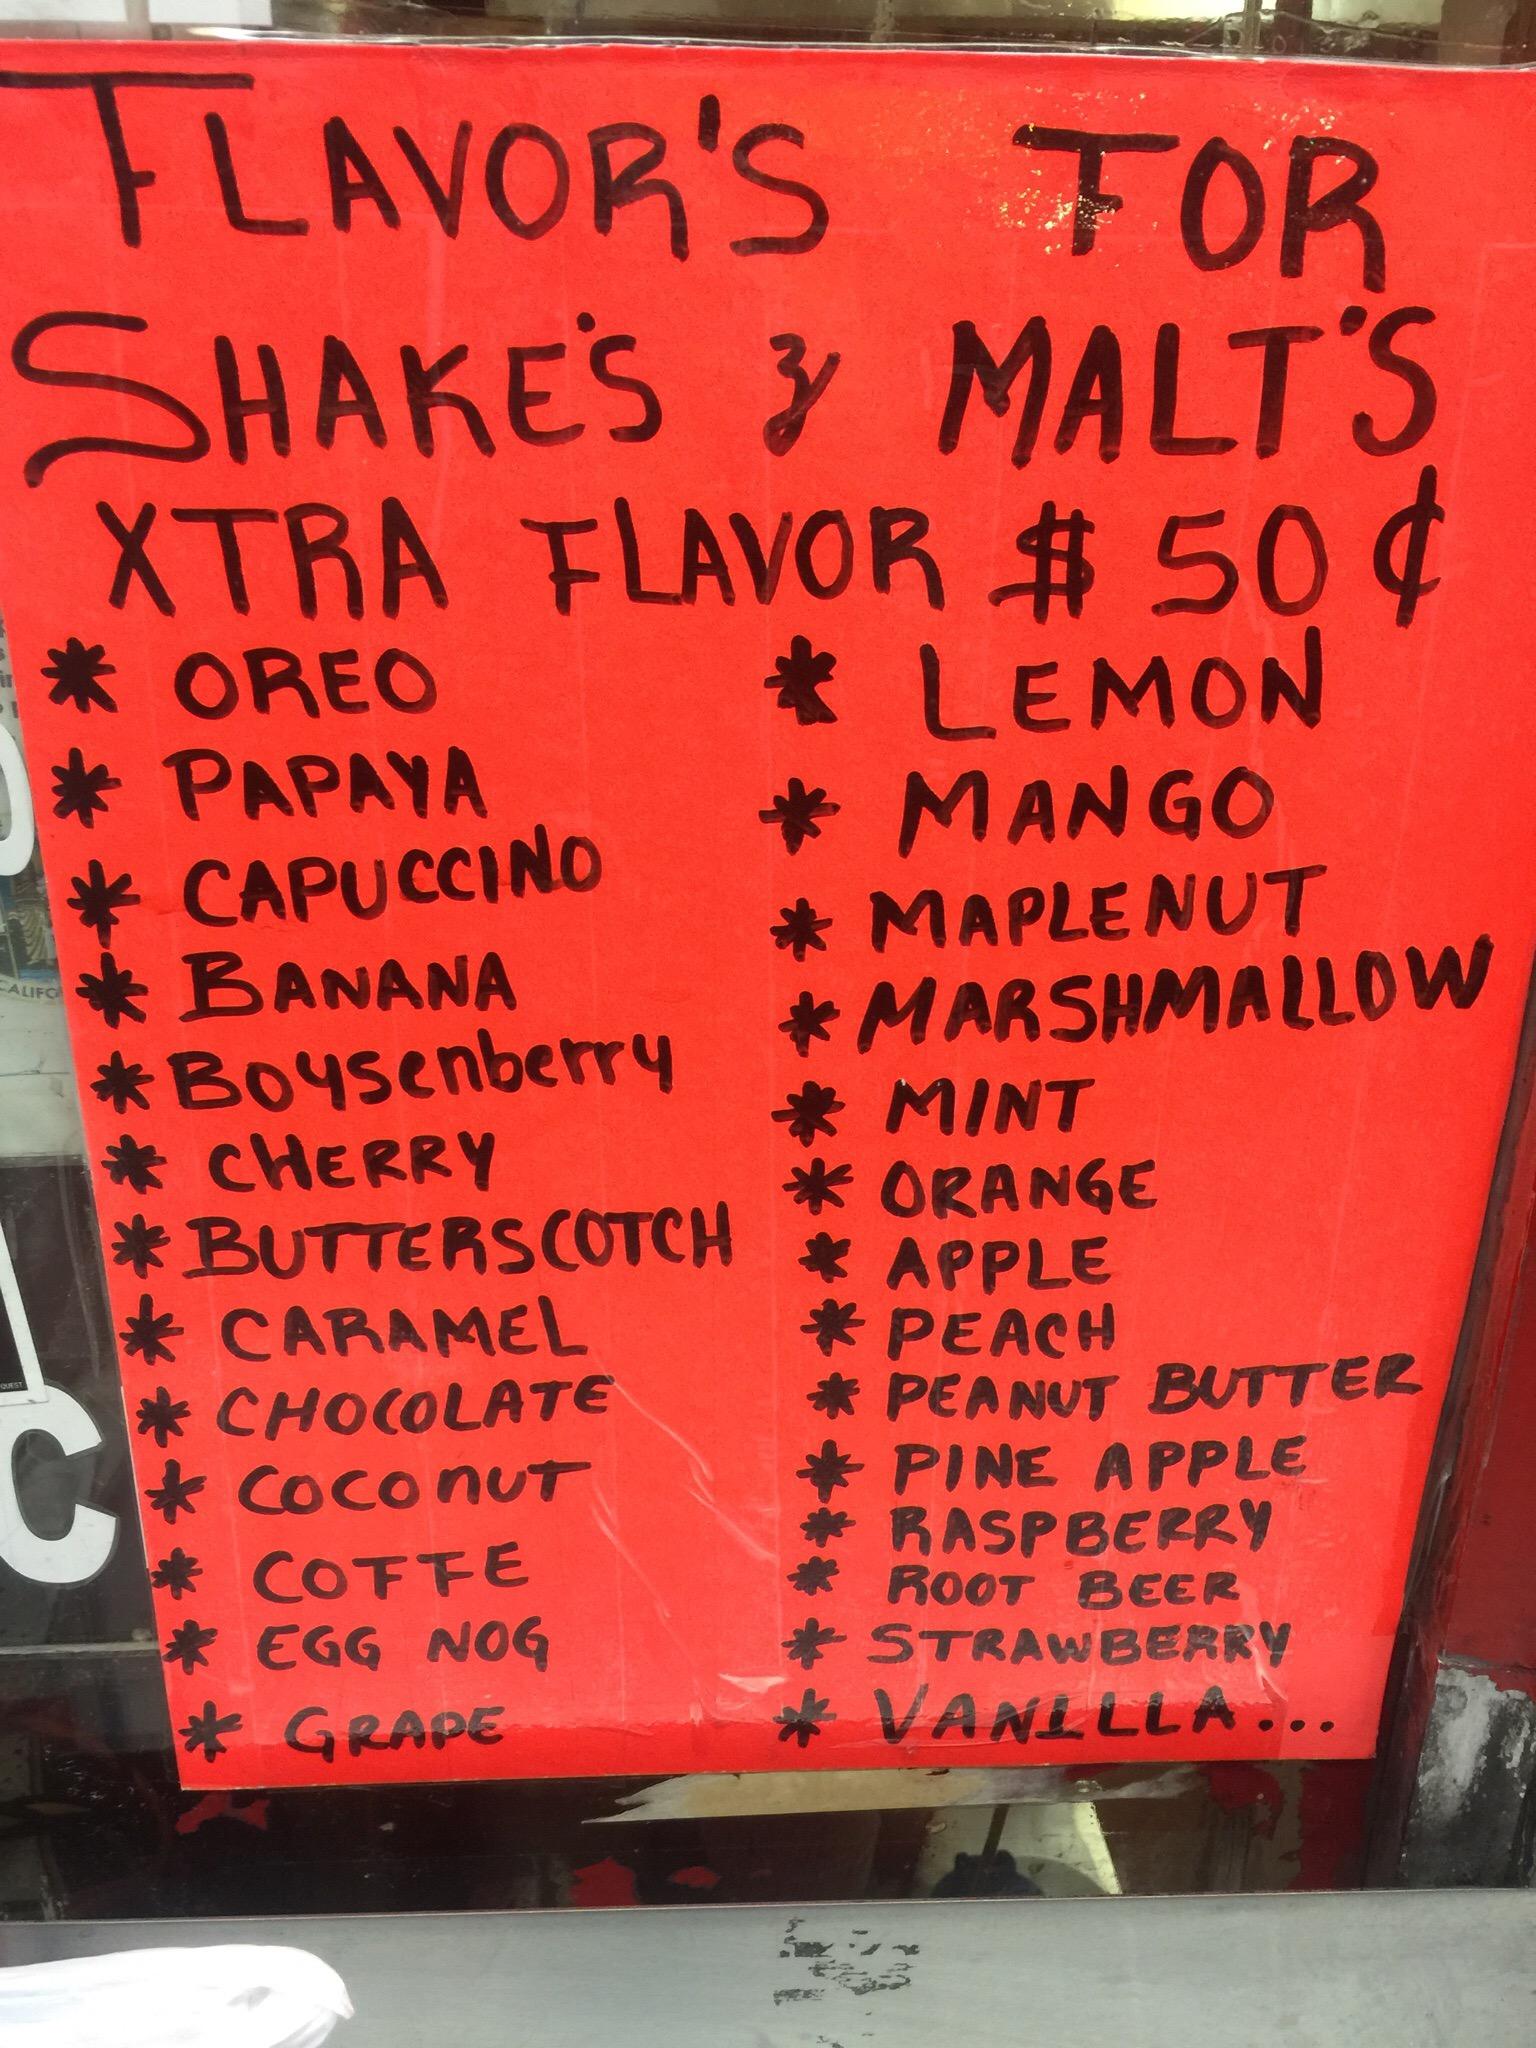 FLAVOR'S FOR
SHAKE'S & MALT'S
XTRA FLAVOR $ 50 ¢
* OREO
* PAPAYA
* CAPUCCINO
* BANANA
* Boysenberry
* CHERRY
* BUTTERSCOTCH
* CARAMEL
* CHOCOLATE
* COCONUT
* COFFE
* EGG NOG
* GRAPE
* LEMON
* MANGO
* MAPLENUT
* MARSHMALLOW
* MINT
* ORANGE
* APPLE
* PEACH
* PEANUT BUTTER
* PINE APPLE
* RASPBERRY
* ROOT BEER
* STRAWBERRY
* VANILLA...